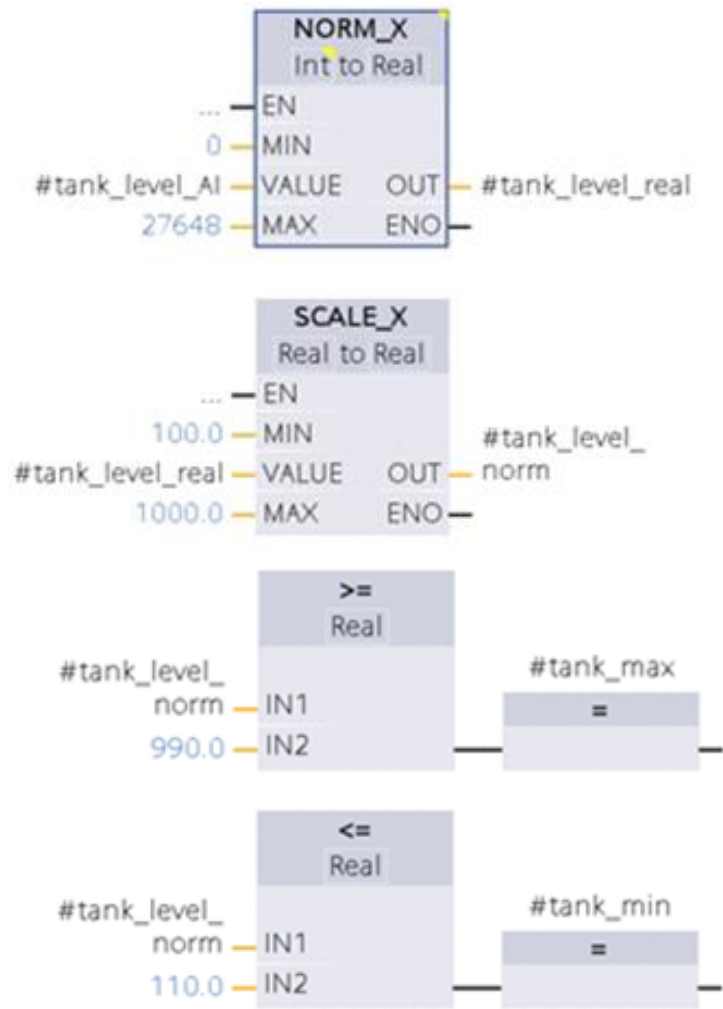 NORM_X
Int to Real
... EN
0 MIN
#tank_level_AI VALUE OUT #tank_level_real
27648 MAX ENO
SCALE_X
Real to Real
... EN
100.0 MIN
#tank_level_
#tank_level_real VALUE OUT norm
1000.0 MAX ENO
>=
Real
#tank_level_ #tank_max
norm IN1 =
990.0 IN2
<=
Real
#tank_level_ #tank_min
norm IN1 =
110.0 IN2